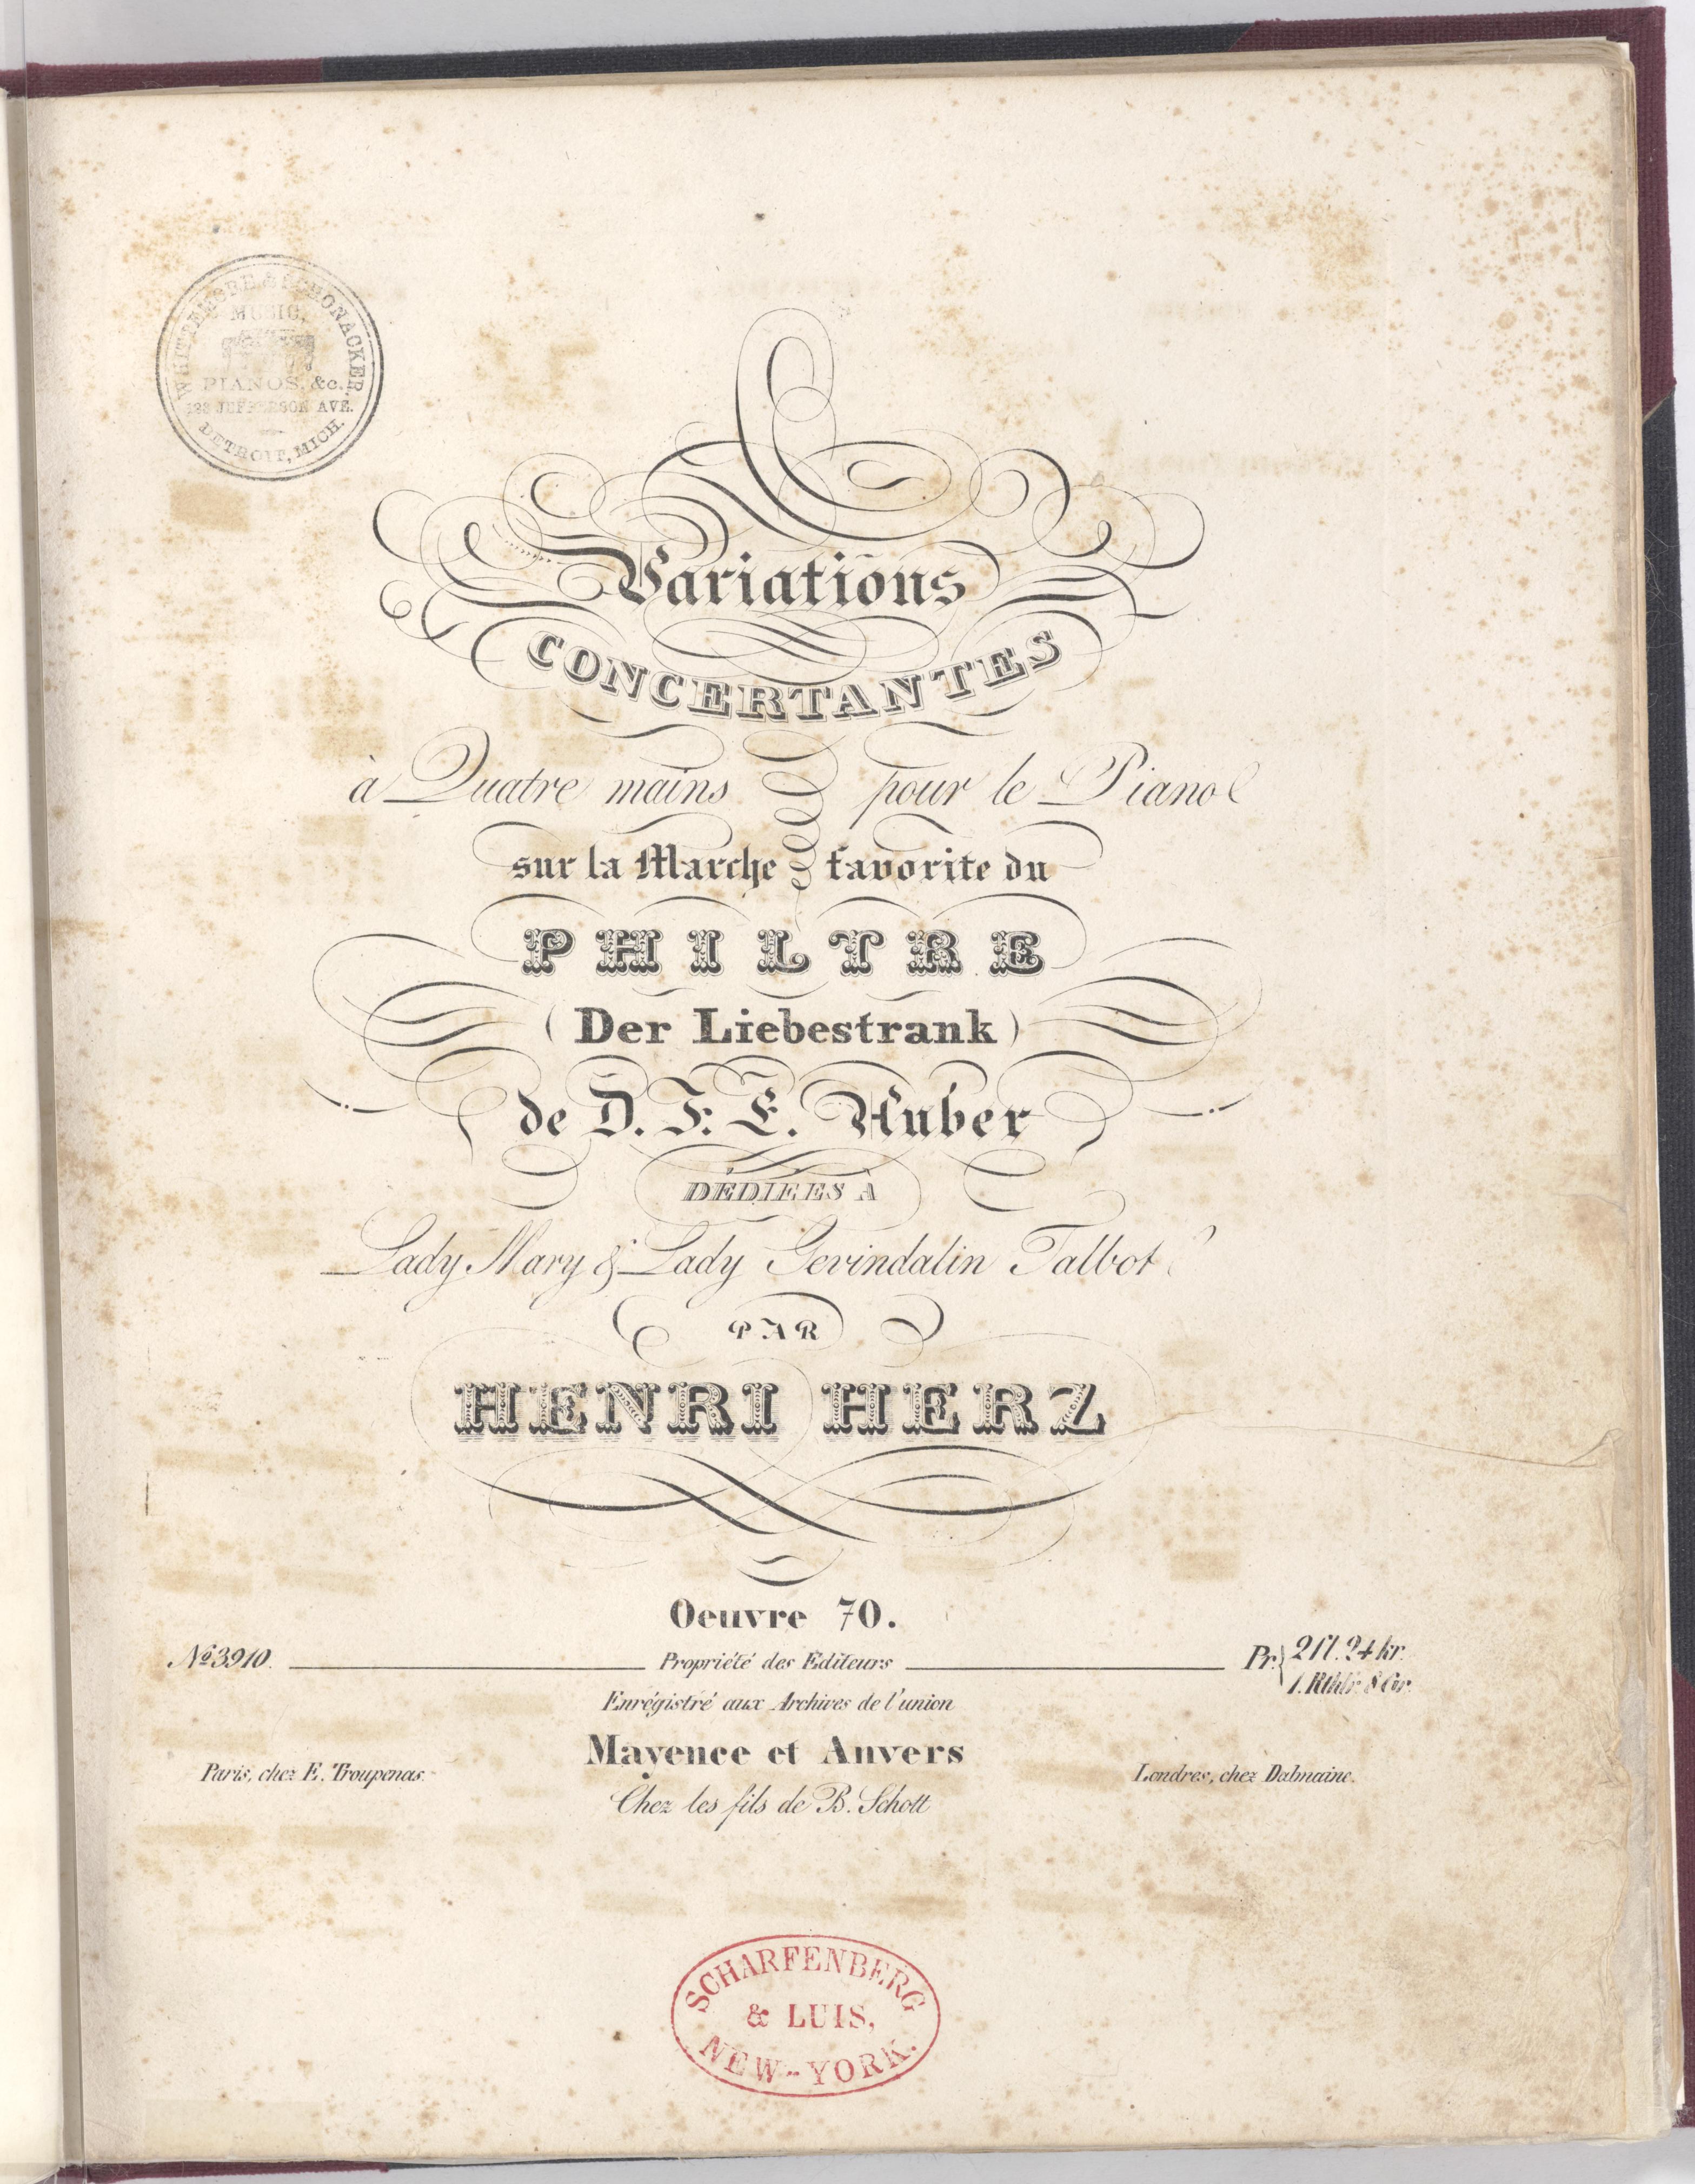 WHITTEMORE & SCHONACKER,
MUSIC,
PIANOS, &c.
JEFFERSON AVE.
DETROIT, MICH.
Variations
CONCERTANTES
à Quatre mains pour le Piano
sur la Marche favorite du
PHILTRE
(Der Liebestrank)
de D. F. E. Auber
DÉDIÉES À
Lady Mary & Lady Gevindalin Talbot
PAR
HENRI HERZ
Oeuvre 70.
No 3910. Propriété des Editeurs Pr. 2 fl. 24 kr.
1. Rthlr. 8 Gr.
Enrégistré aux Archives de l'union
Mayence et Anvers
Paris, chez E. Troupenas. Londres, chez Dalmaine.
Chez les fils de B. Schott
SCHARFENBERG
& LUIS,
NEW-YORK.